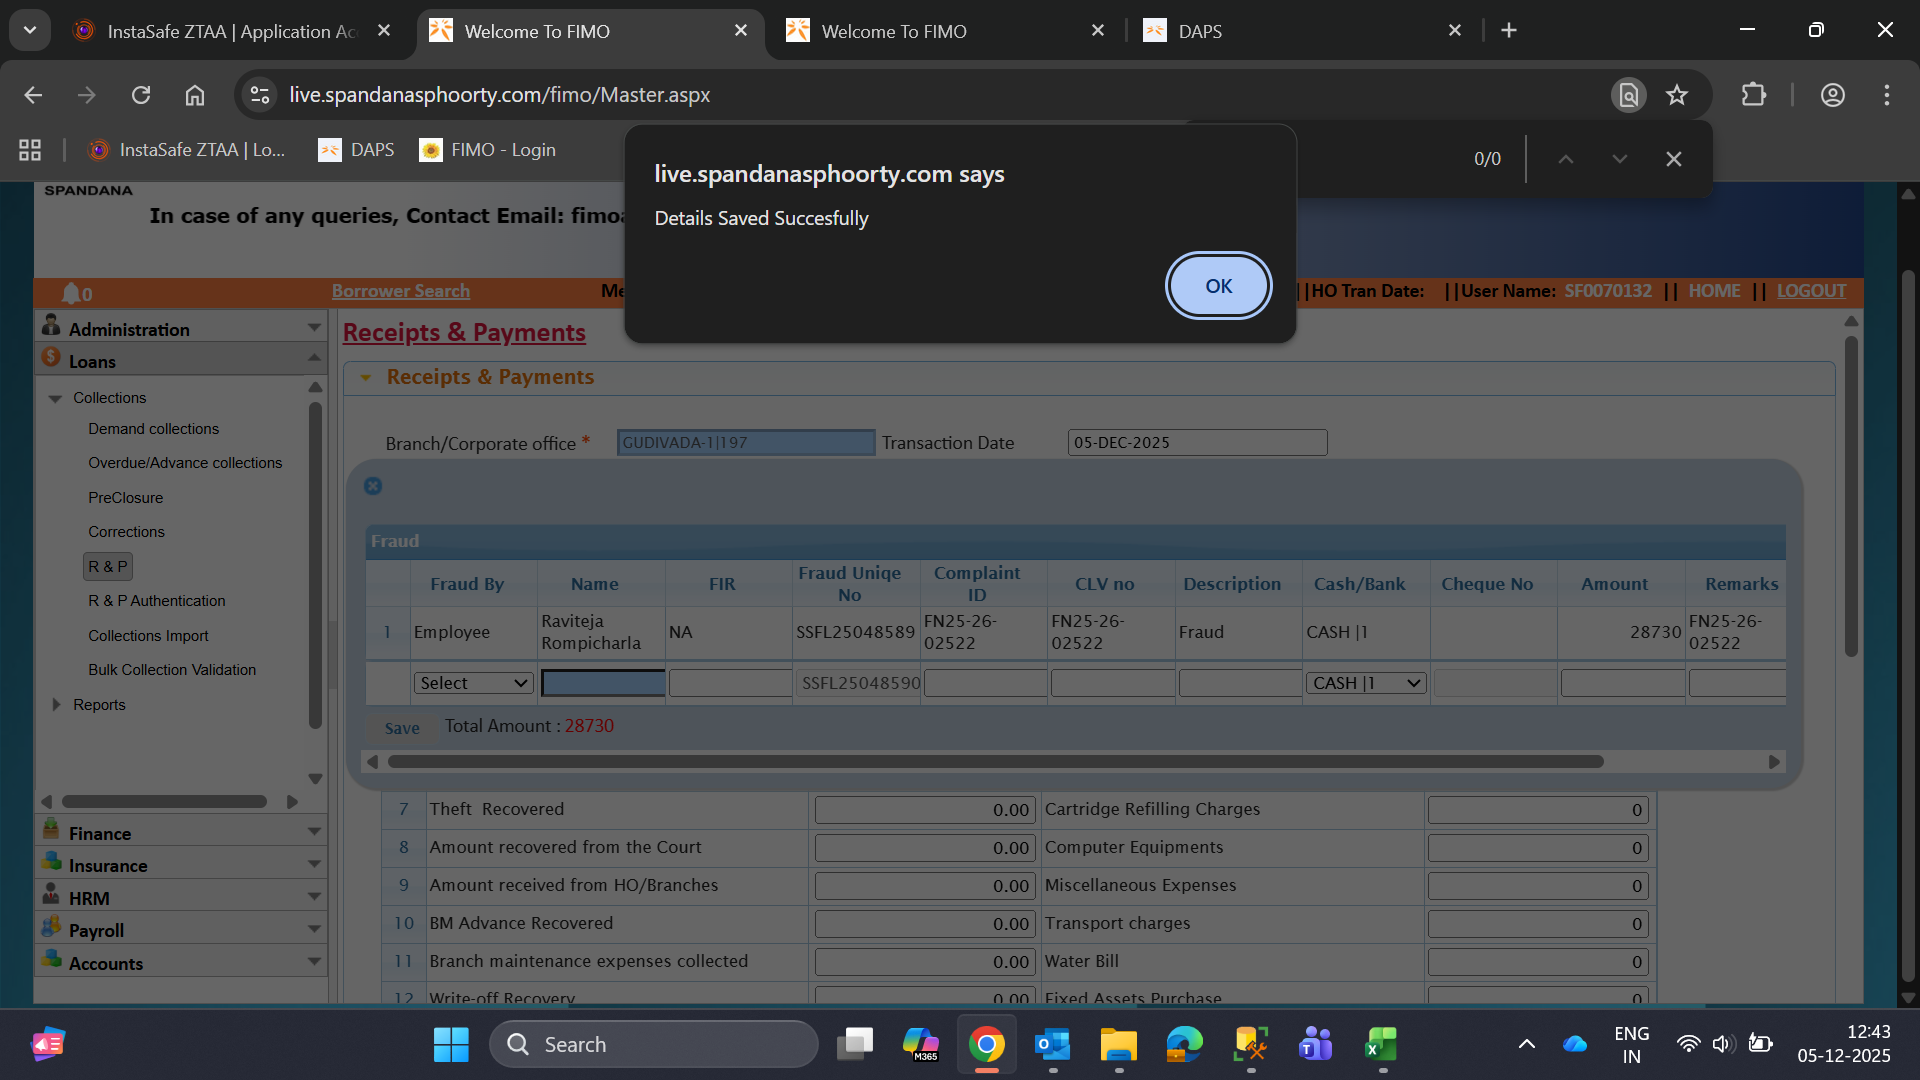 InstaSafe ZTAA | Application Ac
Welcome To FIMO
Welcome To FIMO
DAPS
live.spandanasphoorty.com/fimo/Master.aspx
InstaSafe ZTAA | Lo...
DAPS
FIMO - Login
0/0
live.spandanasphoorty.com says
Details Saved Succesfully
OK
SPANDANA
In case of any queries, Contact Email: fimo
0
Borrower Search
||HO Tran Date: ||User Name: SF0070132 || HOME || LOGOUT
Administration
Loans
Collections
Demand collections
Overdue/Advance collections
PreClosure
Corrections
R & P
R & P Authentication
Collections Import
Bulk Collection Validation
Reports
Finance
Insurance
HRM
Payroll
Accounts
Receipts & Payments
Receipts & Payments
Branch/Corporate office * GUDIVADA-1|197 Transaction Date 05-DEC-2025
Fraud
Fraud By Name FIR Fraud Uniqe No Complaint ID CLV no Description Cash/Bank Cheque No Amount Remarks
1 Employee Raviteja Rompicharla NA SSFL25048589 FN25-26-02522 FN25-26-02522 Fraud CASH |1 28730 FN25-26-02522
Select SSFL25048590 CASH |1
Save Total Amount : 28730
7 Theft Recovered 0.00 Cartridge Refilling Charges 0
8 Amount recovered from the Court 0.00 Computer Equipments 0
9 Amount received from HO/Branches 0.00 Miscellaneous Expenses 0
10 BM Advance Recovered 0.00 Transport charges 0
11 Branch maintenance expenses collected 0.00 Water Bill 0
12 Write-off Recovery 0.00 Fixed Assets Purchase 0
Search
M365
ENG
IN
12:43
05-12-2025